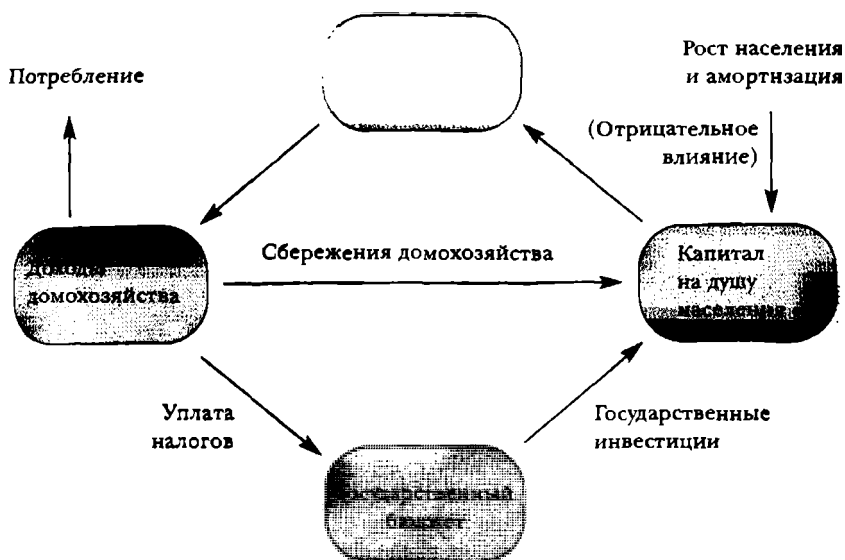 Потребление
Рост населения
и амортизация
(Отрицательное
влияние)
Доходы
домохозяйства
Сбережения домохозяйства
Капитал
на душу
населения
Уплата
налогов
Государственные
инвестиции
Государственный
бюджет